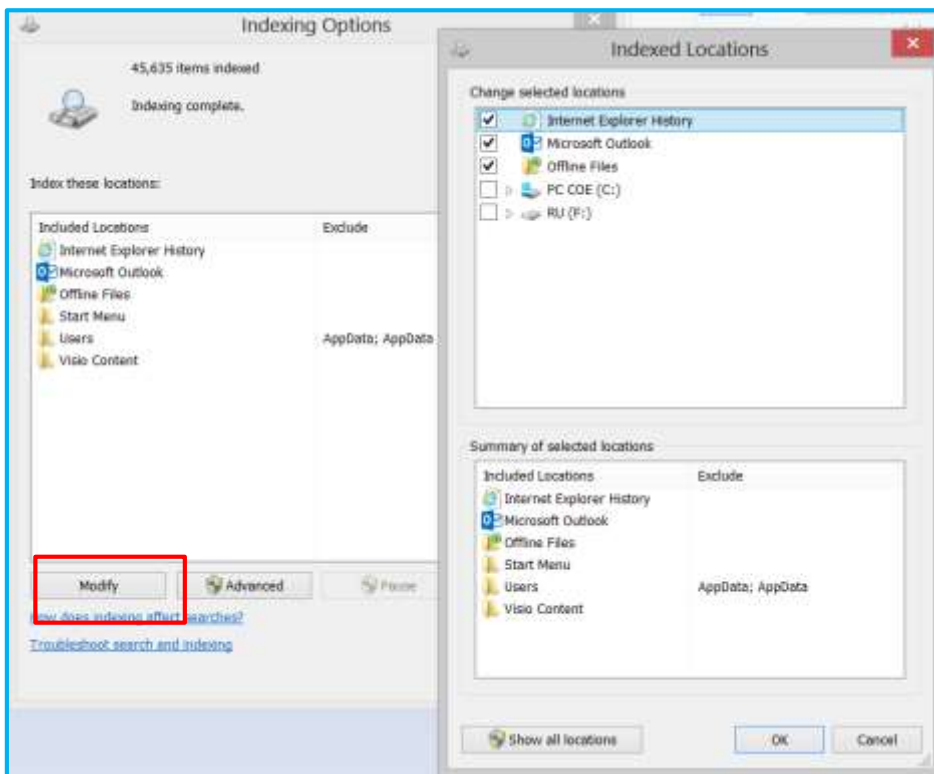 Indexing Options
45,635 items indexed
Indexing complete.
Index these locations:
Included Locations Exclude
Internet Explorer History
Microsoft Outlook
Offline Files
Start Menu
Users AppData; AppData
Visio Content
Modify Advanced Pause
How does indexing affect searches?
Troubleshoot search and indexing
Indexed Locations
Change selected locations
Internet Explorer History
Microsoft Outlook
Offline Files
PC COE (C:)
RU (F:)
Summary of selected locations
Included Locations Exclude
Internet Explorer History
Microsoft Outlook
Offline Files
Start Menu
Users AppData; AppData
Visio Content
Show all locations OK Cancel